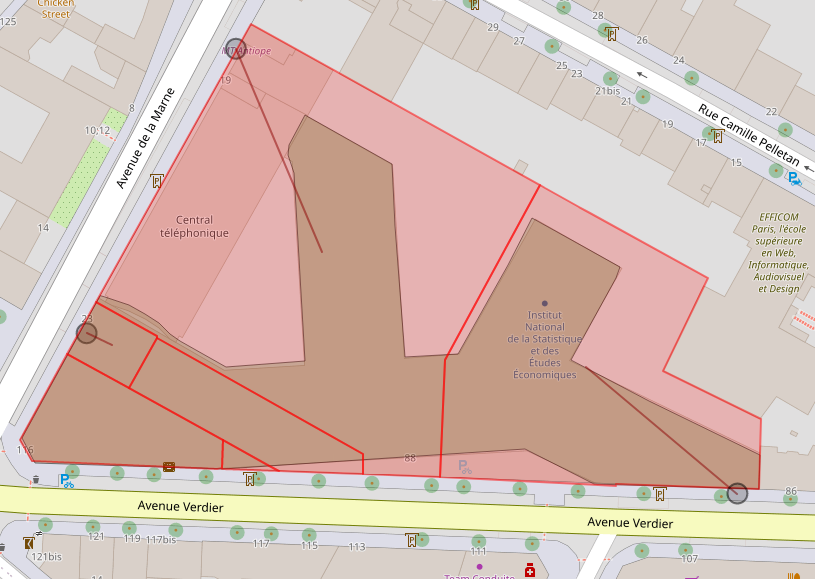 Chicken
Street
125
8
10;12
14
Avenue de la Marne
MT Antiope
19
Central
téléphonique
23
116
29
27
25
23
21bis
21
19
17
15
28
26
24
22
Rue Camille Pelletan
EFFICOM
Paris, l'école
supérieure
en Web,
Informatique,
Audiovisuel
et Design
Institut
National
de la Statistique
et des
Études
Économiques
88
86
Avenue Verdier
Avenue Verdier
121bis
121
119
117bis
117
115
113
111
107
Team Conduite